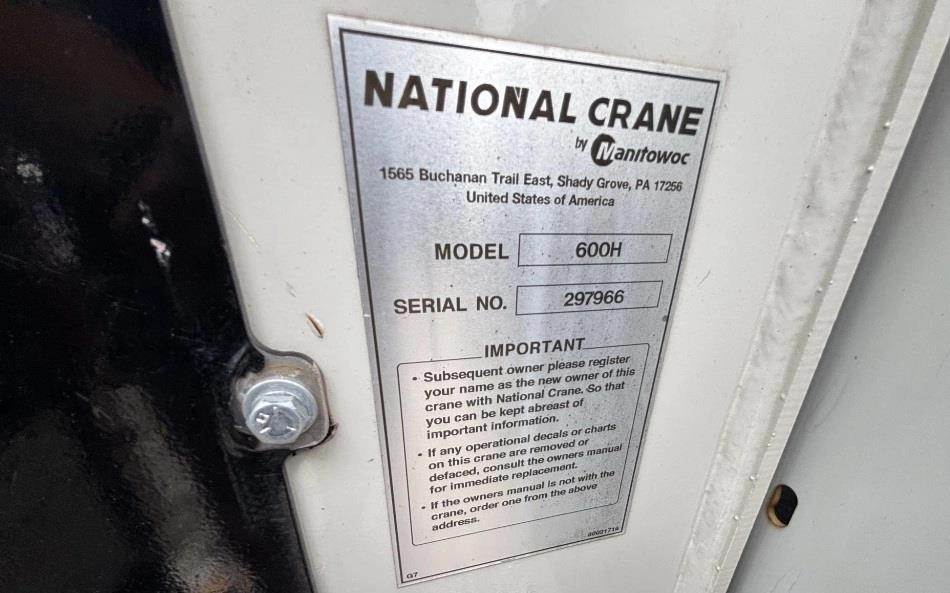 NATIONAL CRANE
by Manitowoc
1565 Buchanan Trail East, Shady Grove, PA 17256
United States of America
MODEL 600H
SERIAL NO. 297966
IMPORTANT
• Subsequent owner please register
your name as the new owner of this
crane with National Crane. So that
you can be kept abreast of
important information.
• If any operational decals or charts
on this crane are removed or
defaced, consult the owners manual
for immediate replacement.
• If the owners manual is not with the
crane, order one from the above
address.
G7